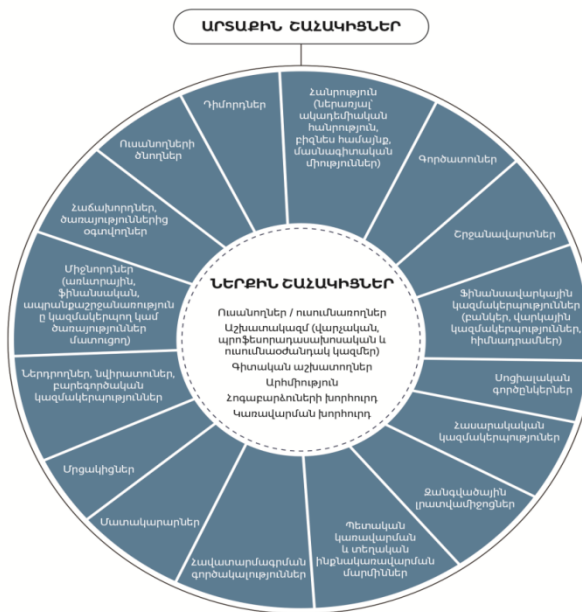 ԱՐՏԱՔԻՆ ՇԱՀԱԿԻՑՆԵՐ
Հանրություն
(ներառյալ՝
ակադեմիական
հանրություն,
բիզնես համայնք,
մասնագիտական
միություններ)
Գործատուներ
Շրջանավարտներ
Ֆինանսավարկային
կազմակերպություններ
(բանկեր, վարկային
կազմակերպություններ,
հիմնադրամներ)
Սոցիալական
գործընկերներ
Հասարակական
կազմակերպություներ
Զանգվածային
լրատվամիջոցներ
Պետական
կառավարման
և տեղական
ինքնակառավարման
մարմիններ
Հավատարմագրման
գործակալություններ
Մատակարարներ
Մրցակիցներ
Ներդրողներ, նվիրատուներ,
բարեգործական
կազմակերպություններ
Միջնորդներ
(առևտրային,
ֆինանսական,
ապրանքաշրջանառություն
ը կազմակերպող կամ
ծառայություններ
մատուցող)
Հաճախորդներ,
ծառայություններից
օգտվողներ
Ուսանողների
ծնողներ
Դիմորդներ
ՆԵՐՔԻՆ ՇԱՀԱԿԻՑՆԵՐ
Ուսանողներ / ուսումնառողներ
Աշխատակազմ (վարչական,
պրոֆեսորադասախոսական և
ուսումնաօժանդակ կազմեր)
Գիտական աշխատողներ
Արհմիություն
Հոգաբարձուների խորհուրդ
Կառավարման խորհուրդ